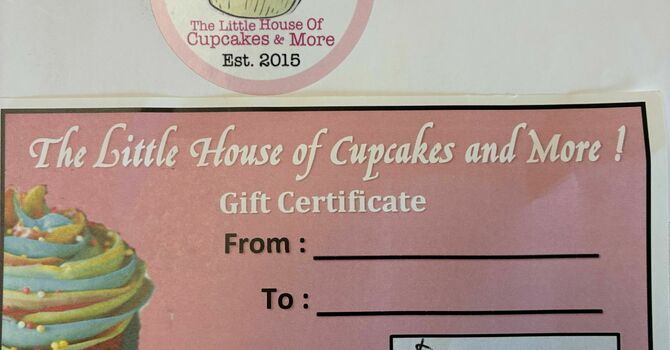 The Little House Of
Cupcakes & More
Est. 2015
The Little House of Cupcakes and More !
Gift Certificate
From :
To :